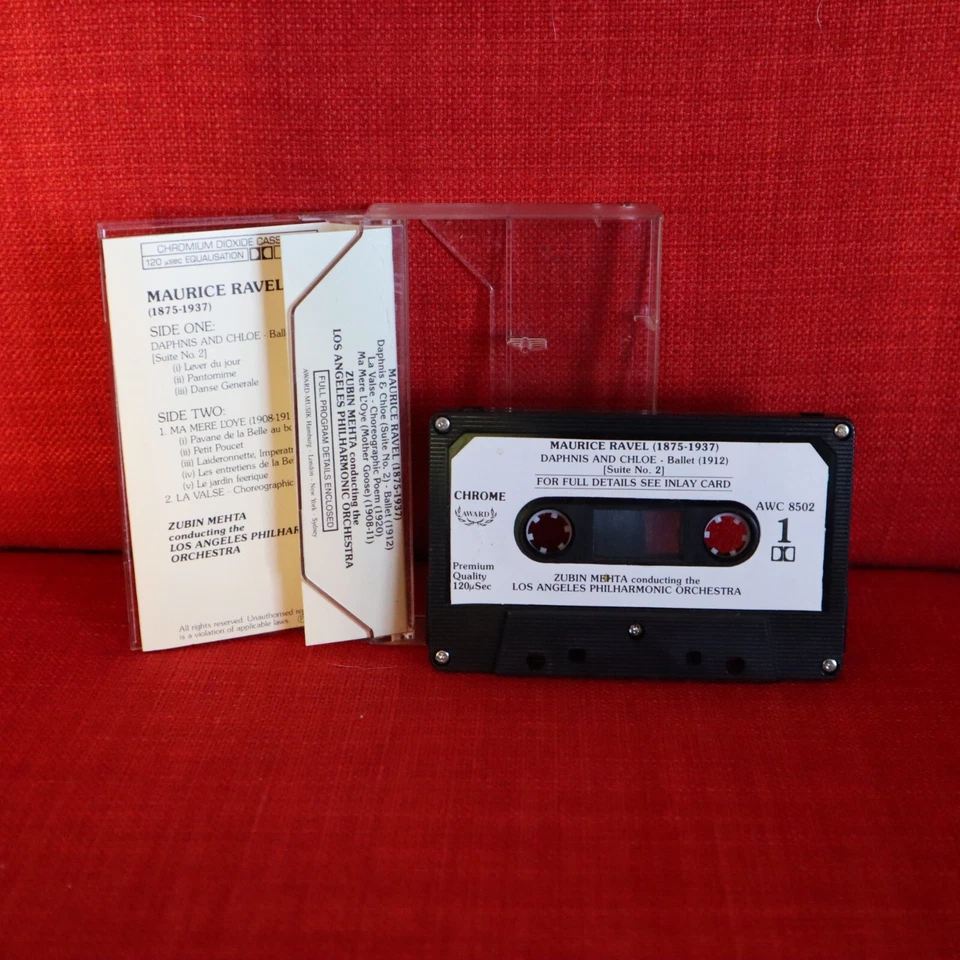 CHROMIUM DIOXIDE CASS
120 µsec EQUALISATION
MAURICE RAVEL
(1875-1937)
SIDE ONE:
DAPHNIS AND CHLOE - Ball
[Suite No. 2]
(i) Lever du jour
(ii) Pantomime
(iii) Danse Generale
SIDE TWO:
1. MA MERE L'OYE (1908-191
(i) Pavane de la Belle au bo
(ii) Petit Poucet
(iii) Laideronnette, Imperatr
(iv) Les entretiens de la Be
(v) Le jardin feerique
2. LA VALSE - Choreographic
ZUBIN MEHTA
conducting the
LOS ANGELES PHILHAR
ORCHESTRA
All rights reserved. Unauthorised re
is a violation of applicable laws. ℗
MAURICE RAVEL (1875-1937)
Daphnis & Chloe (Suite No. 2) - Ballet (1912)
La Valse - Choreographic Poem (1920)
Ma Mere L'Oye (Mother Goose) (1908-11)
ZUBIN MEHTA conducting the
LOS ANGELES PHILHARMONIC ORCHESTRA
FULL PROGRAM DETAILS ENCLOSED
AWARD MUSIK Hamburg - London - New York - Sydney
MAURICE RAVEL (1875-1937)
DAPHNIS AND CHLOE - Ballet (1912)
[Suite No. 2]
FOR FULL DETAILS SEE INLAY CARD
CHROME
AWARD
AWC 8502
1
Premium
Quality
120µSec
ZUBIN MEHTA conducting the
LOS ANGELES PHILHARMONIC ORCHESTRA